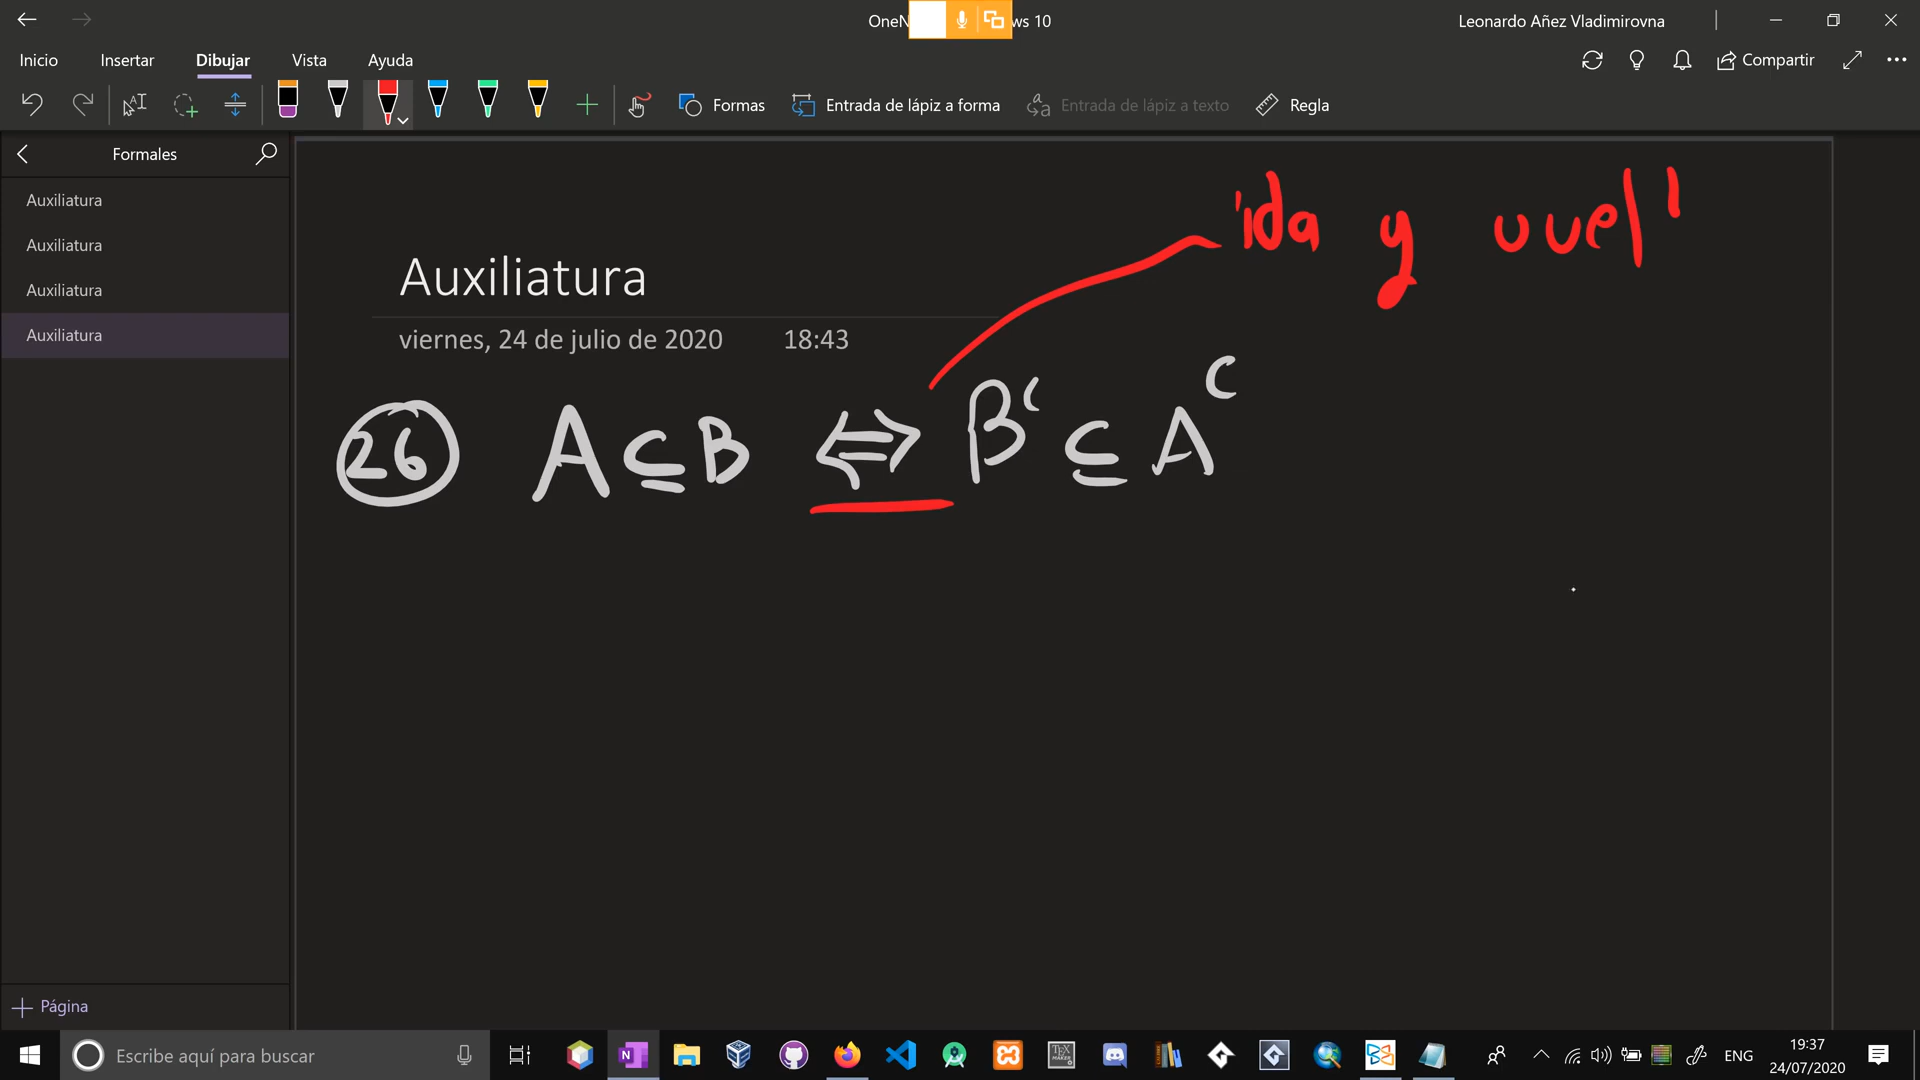 OneN ws 10
Leonardo Añez Vladimirovna
Inicio Insertar Dibujar Vista Ayuda
Compartir
Formas Entrada de lápiz a forma Entrada de lápiz a texto Regla
Formales
Auxiliatura
Auxiliatura
Auxiliatura
Auxiliatura
'ida y vuel'
Auxiliatura
viernes, 24 de julio de 2020 18:43
26 A ⊆ B ⇔ B^c ⊆ A^c
Página
Escribe aquí para buscar
ENG
19:37
24/07/2020